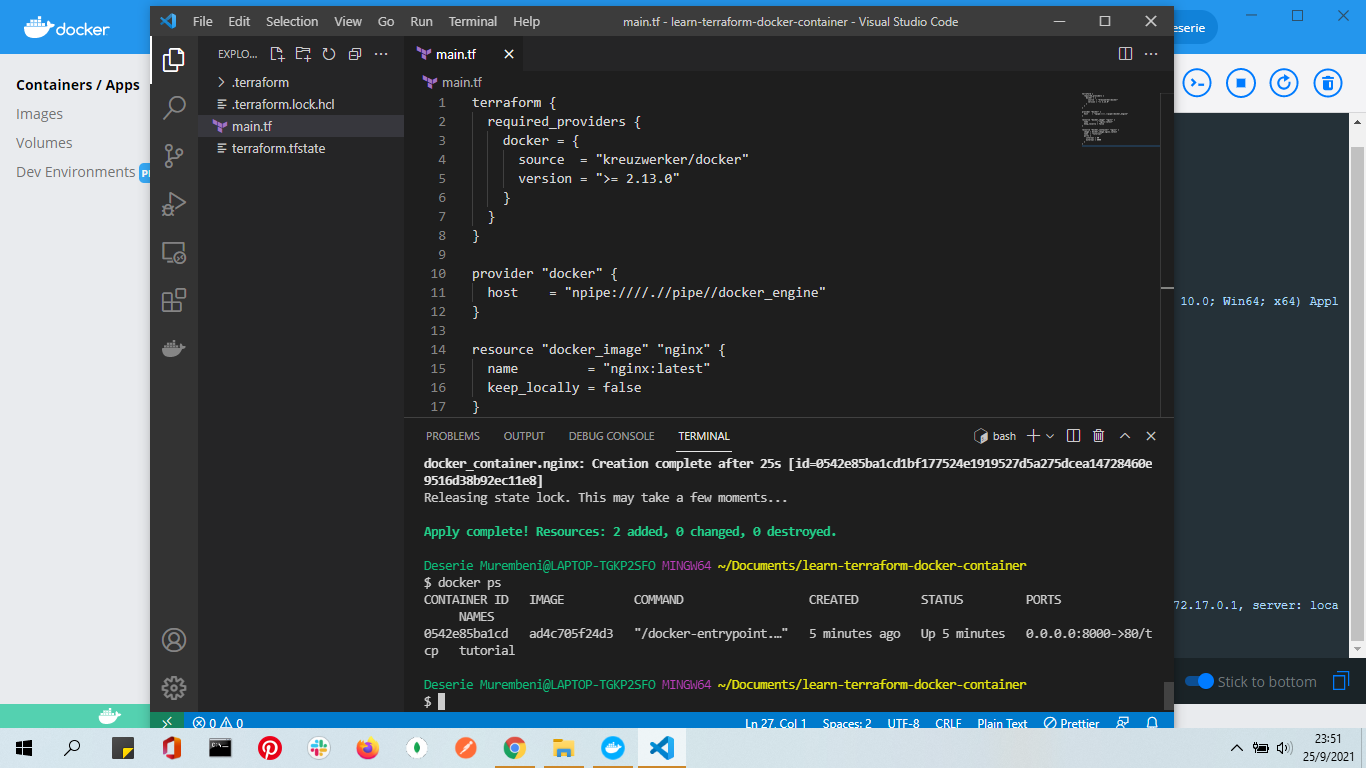 docker
File Edit Selection View Go Run Terminal Help
main.tf - learn-terraform-docker-container - Visual Studio Code
eserie
Containers / Apps
Images
Volumes
Dev Environments
EXPLO...
.terraform
.terraform.lock.hcl
main.tf
terraform.tfstate
main.tf
main.tf
1 terraform {
2 required_providers {
3 docker = {
4 source = "kreuzwerker/docker"
5 version = ">= 2.13.0"
6 }
7 }
8 }
9
10 provider "docker" {
11 host = "npipe:////.//pipe//docker_engine"
12 }
13
14 resource "docker_image" "nginx" {
15 name = "nginx:latest"
16 keep_locally = false
17 }
10.0; Win64; x64) Appl
72.17.0.1, server: loca
Stick to bottom
PROBLEMS OUTPUT DEBUG CONSOLE TERMINAL
bash
docker_container.nginx: Creation complete after 25s [id=0542e85ba1cd1bf177524e1919527d5a275dcea14728460e
9516d38b92ec11e8]
Releasing state lock. This may take a few moments...
Apply complete! Resources: 2 added, 0 changed, 0 destroyed.
Deserie Murembeni@LAPTOP-TGKP2SFO MINGW64 ~/Documents/learn-terraform-docker-container
$ docker ps
CONTAINER ID IMAGE COMMAND CREATED STATUS PORTS
NAMES
0542e85ba1cd ad4c705f24d3 "/docker-entrypoint.…" 5 minutes ago Up 5 minutes 0.0.0.0:8000->80/t
cp tutorial
Deserie Murembeni@LAPTOP-TGKP2SFO MINGW64 ~/Documents/learn-terraform-docker-container
$
0 0 Ln 27, Col 1 Spaces: 2 UTF-8 CRLF Plain Text Prettier
23:51
25/9/2021